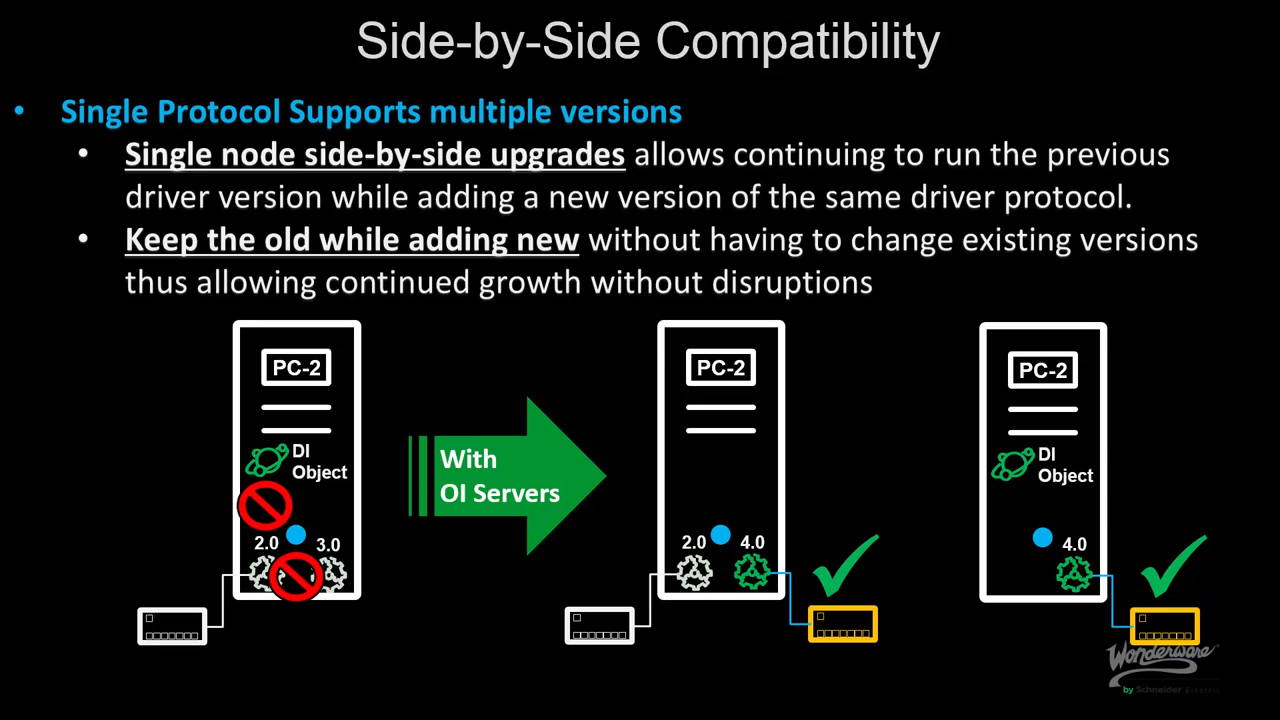 Side-by-Side Compatibility
• Single Protocol Supports multiple versions
• Single node side-by-side upgrades allows continuing to run the previous
driver version while adding a new version of the same driver protocol.
• Keep the old while adding new without having to change existing versions
thus allowing continued growth without disruptions
PC-2
DI
Object
2.0
3.0
With
OI Servers
PC-2
2.0
4.0
PC-2
DI
Object
4.0
Wonderware
by Schneider Electric